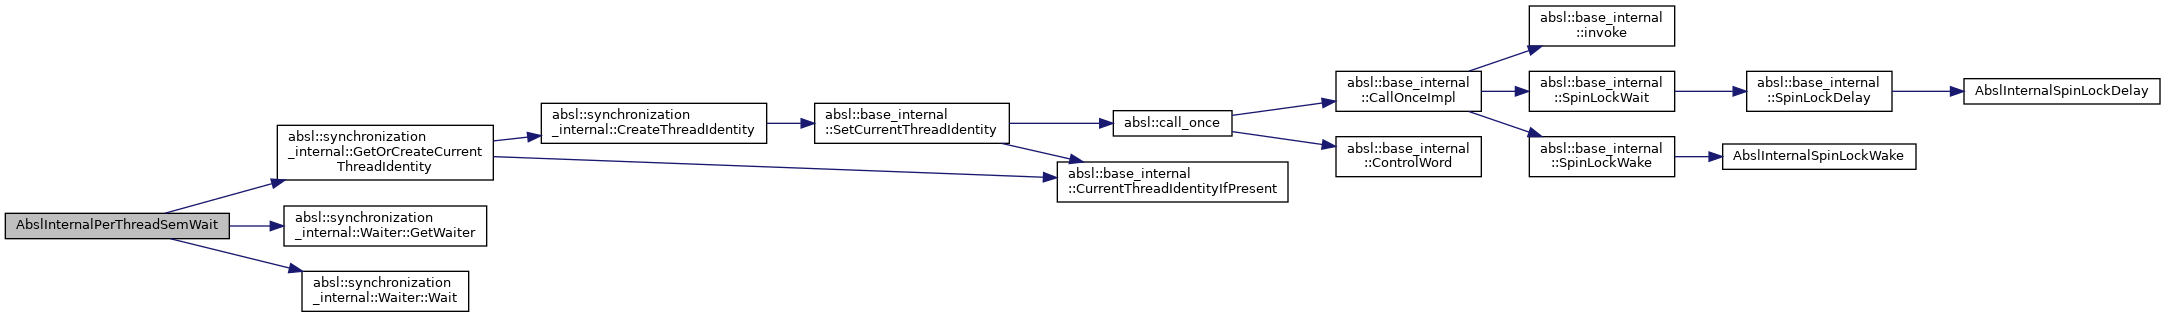 AbslInternalPerThreadSemWait
absl::synchronization
_internal::GetOrCreateCurrent
ThreadIdentity
absl::synchronization
_internal::Waiter::GetWaiter
absl::synchronization
_internal::Waiter::Wait
absl::synchronization
_internal::CreateThreadIdentity
absl::base_internal
::SetCurrentThreadIdentity
absl::call_once
absl::base_internal
::CurrentThreadIdentityIfPresent
absl::base_internal
::CallOnceImpl
absl::base_internal
::ControlWord
absl::base_internal
::invoke
absl::base_internal
::SpinLockWait
absl::base_internal
::SpinLockWake
absl::base_internal
::SpinLockDelay
AbslInternalSpinLockWake
AbslInternalSpinLockDelay